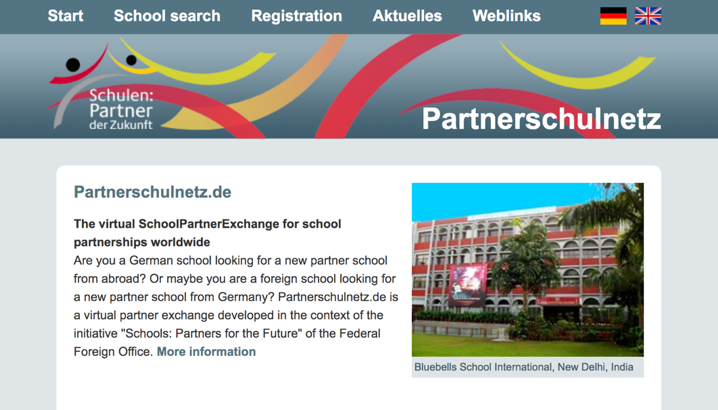 Start School search Registration Aktuelles Weblinks
Schulen:
Partner
der Zukunft
Partnerschulnetz
Partnerschulnetz.de
The virtual SchoolPartnerExchange for school
partnerships worldwide
Are you a German school looking for a new partner school
from abroad? Or maybe you are a foreign school looking for
a new partner school from Germany? Partnerschulnetz.de is
a virtual partner exchange developed in the context of the
initiative "Schools: Partners for the Future" of the Federal
Foreign Office. More information
Bluebells School International, New Delhi, India